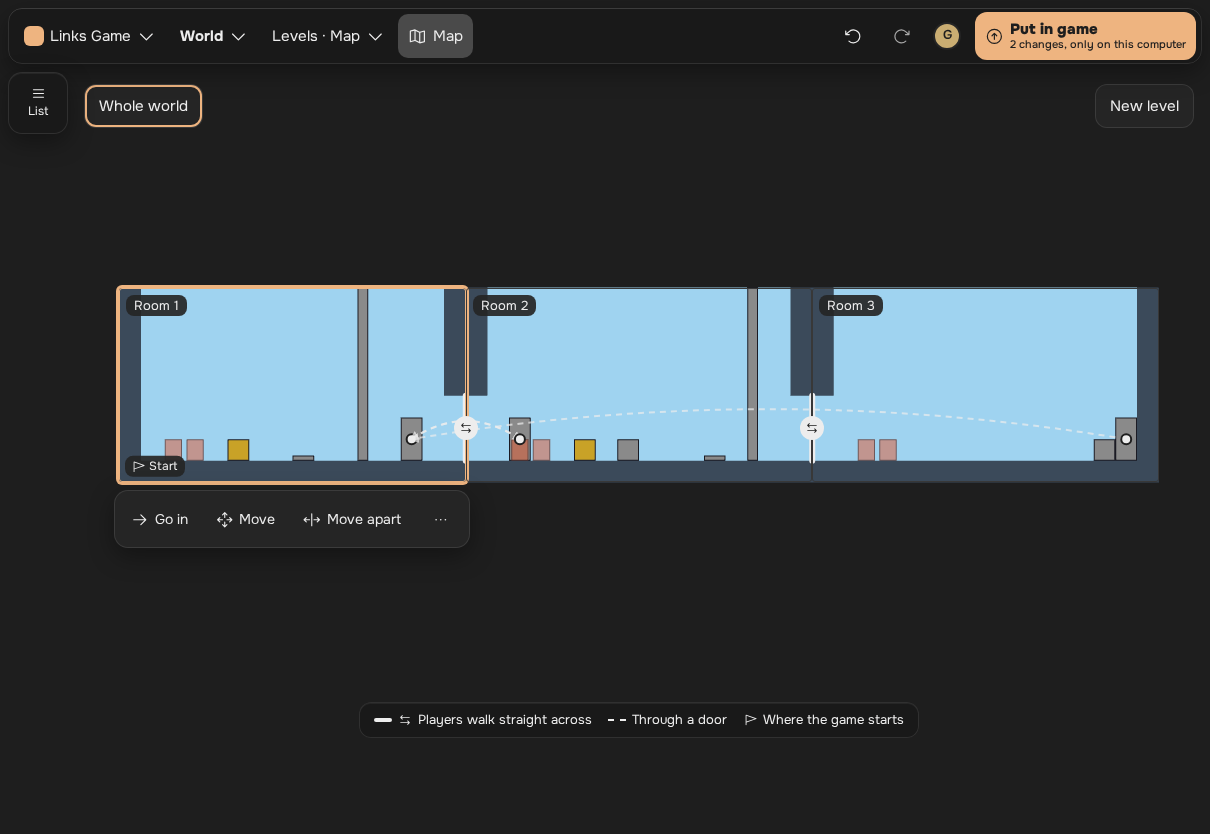 Links Game
World
Levels · Map
Map
G
Put in game
2 changes, only on this computer
List
Whole world
New level
Room 1
Room 2
Room 3
Start
Go in
Move
Move apart
Players walk straight across
Through a door
Where the game starts